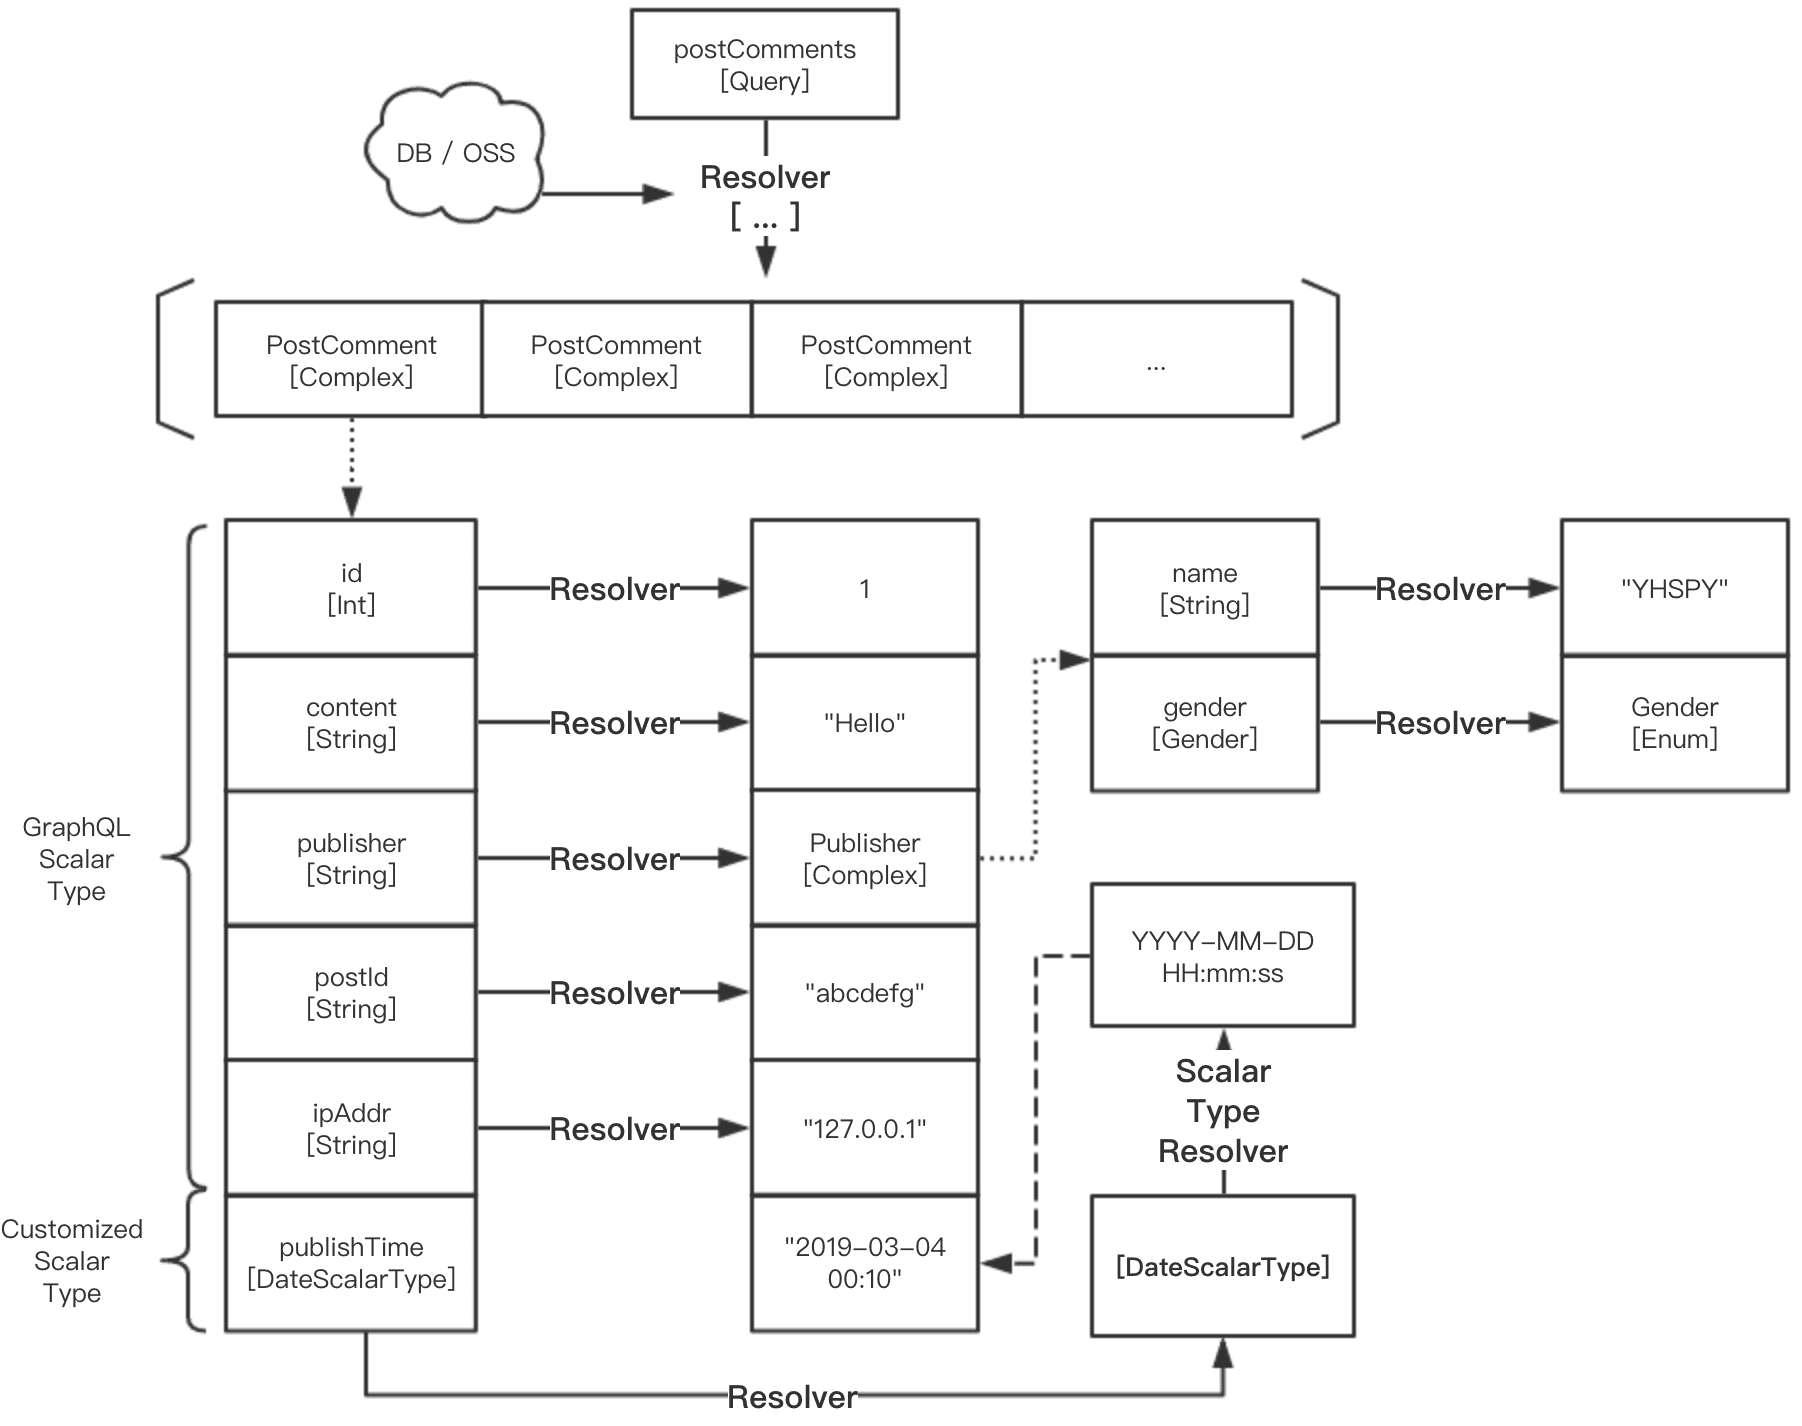 postComments
[Query]
DB / OSS
Resolver
[ ... ]
PostComment
[Complex]
PostComment
[Complex]
PostComment
[Complex]
...
GraphQL
Scalar
Type
id
[Int]
Resolver
1
name
[String]
Resolver
"YHSPY"
content
[String]
Resolver
"Hello"
gender
[Gender]
Resolver
Gender
[Enum]
publisher
[String]
Resolver
Publisher
[Complex]
postId
[String]
Resolver
"abcdefg"
YYYY-MM-DD
HH:mm:ss
ipAddr
[String]
Resolver
"127.0.0.1"
Scalar
Type
Resolver
Customized
Scalar
Type
publishTime
[DateScalarType]
"2019-03-04
00:10"
[DateScalarType]
Resolver